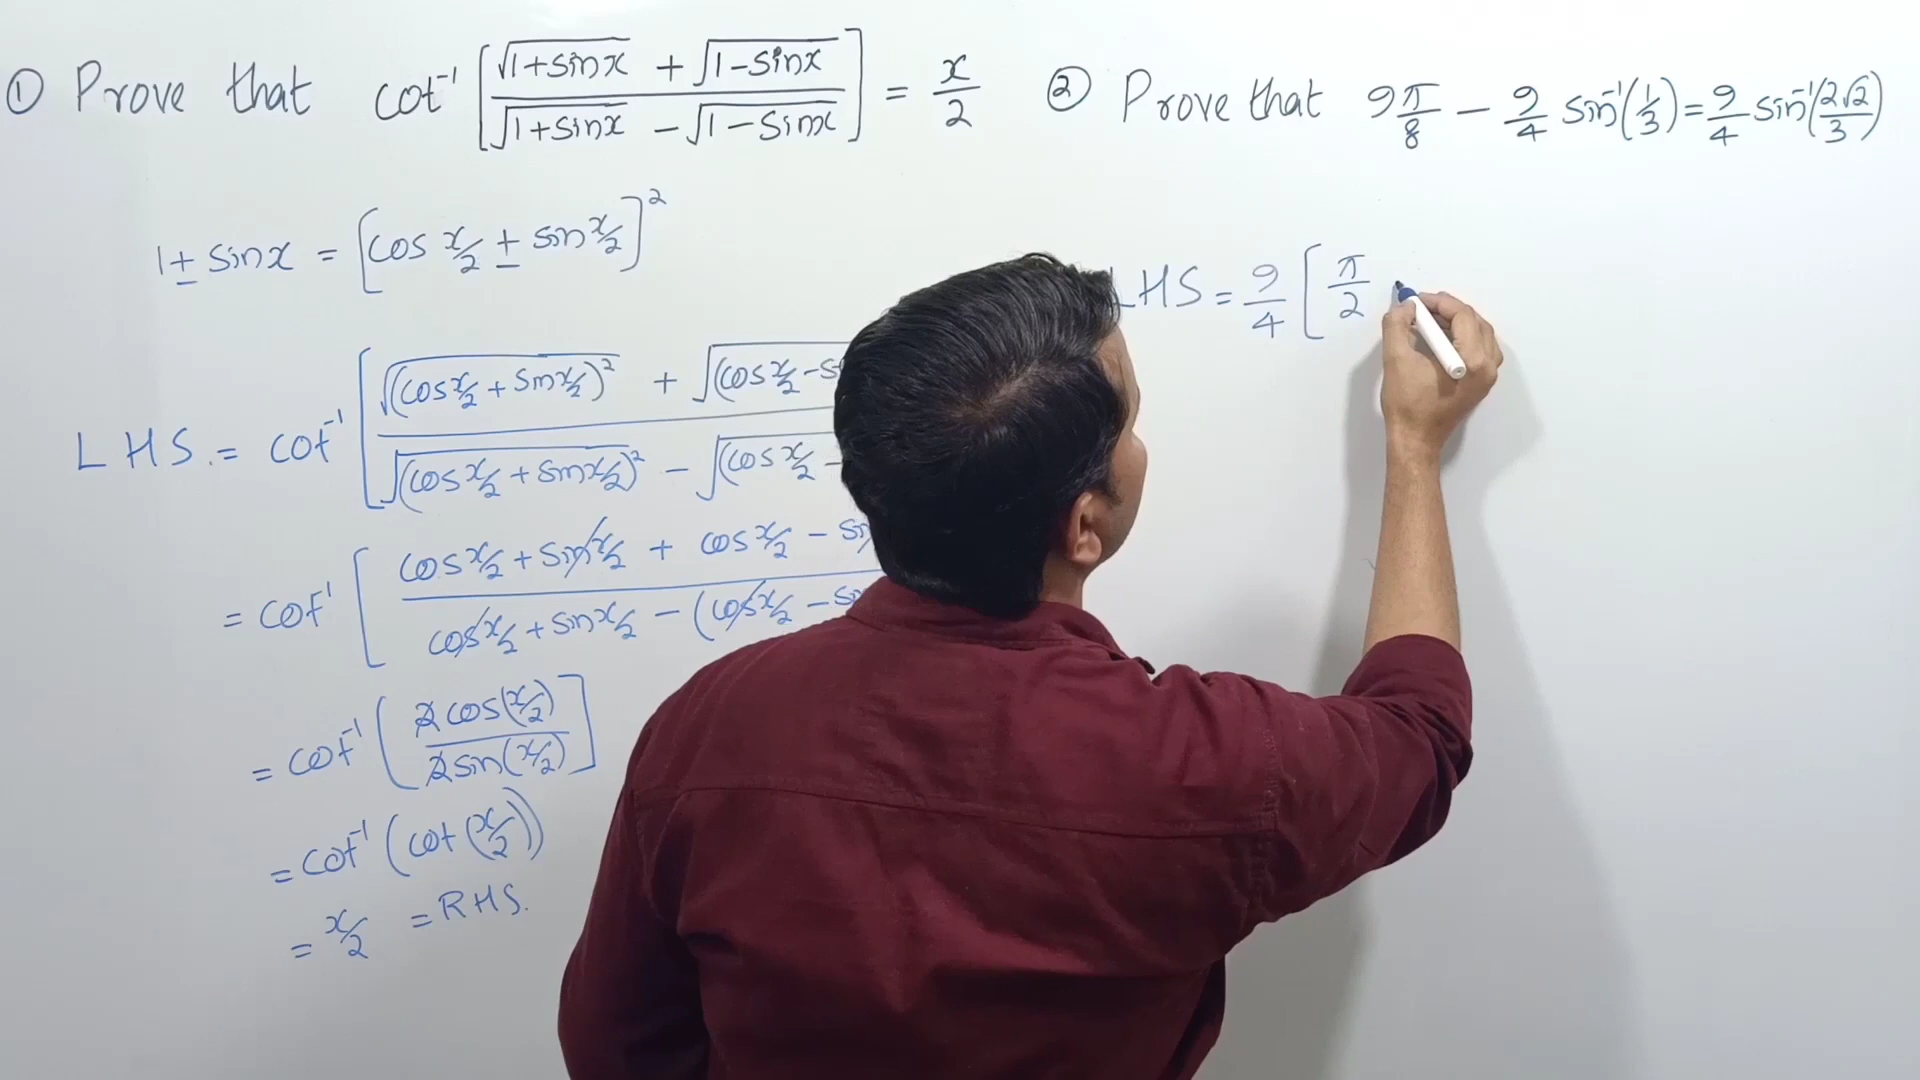 ① Prove that cot⁻¹ [(√(1+sinx) + √(1-sinx)) / (√(1+sinx) - √(1-sinx))] = x/2
1 ± sinx = [cos x/2 ± sin x/2]²
LHS = cot⁻¹ [√(cos x/2 + sin x/2)² + √(cos x/2 -
√(cos x/2 + sin x/2)² - √(cos x/2 -
= cot⁻¹ [cos x/2 + sin x/2 + cos x/2 -
cos x/2 + sin x/2 - (cos x/2 -
= cot⁻¹ (2cos(x/2) / 2sin(x/2)]
= cot⁻¹ (cot (x/2))
= x/2 = RHS.
② Prove that 9π/8 - 9/4 sin⁻¹(1/3) = 9/4 sin⁻¹(2√2/3)
LHS = 9/4 [π/2